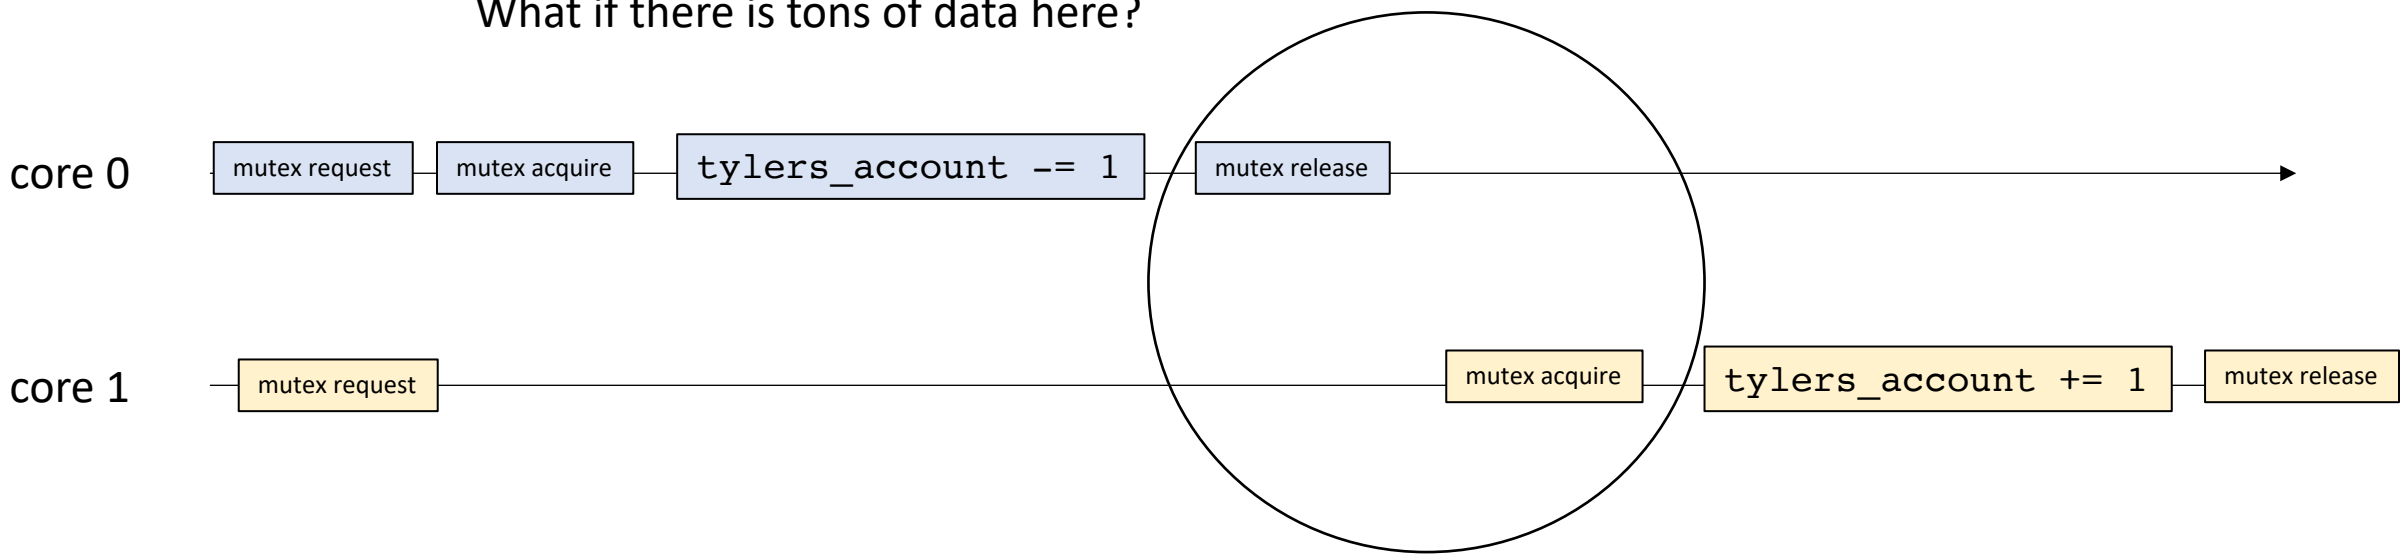 What if there is tons of data here?
core 0 mutex request mutex acquire tylers_account -= 1 mutex release
core 1 mutex request mutex acquire tylers_account += 1 mutex release